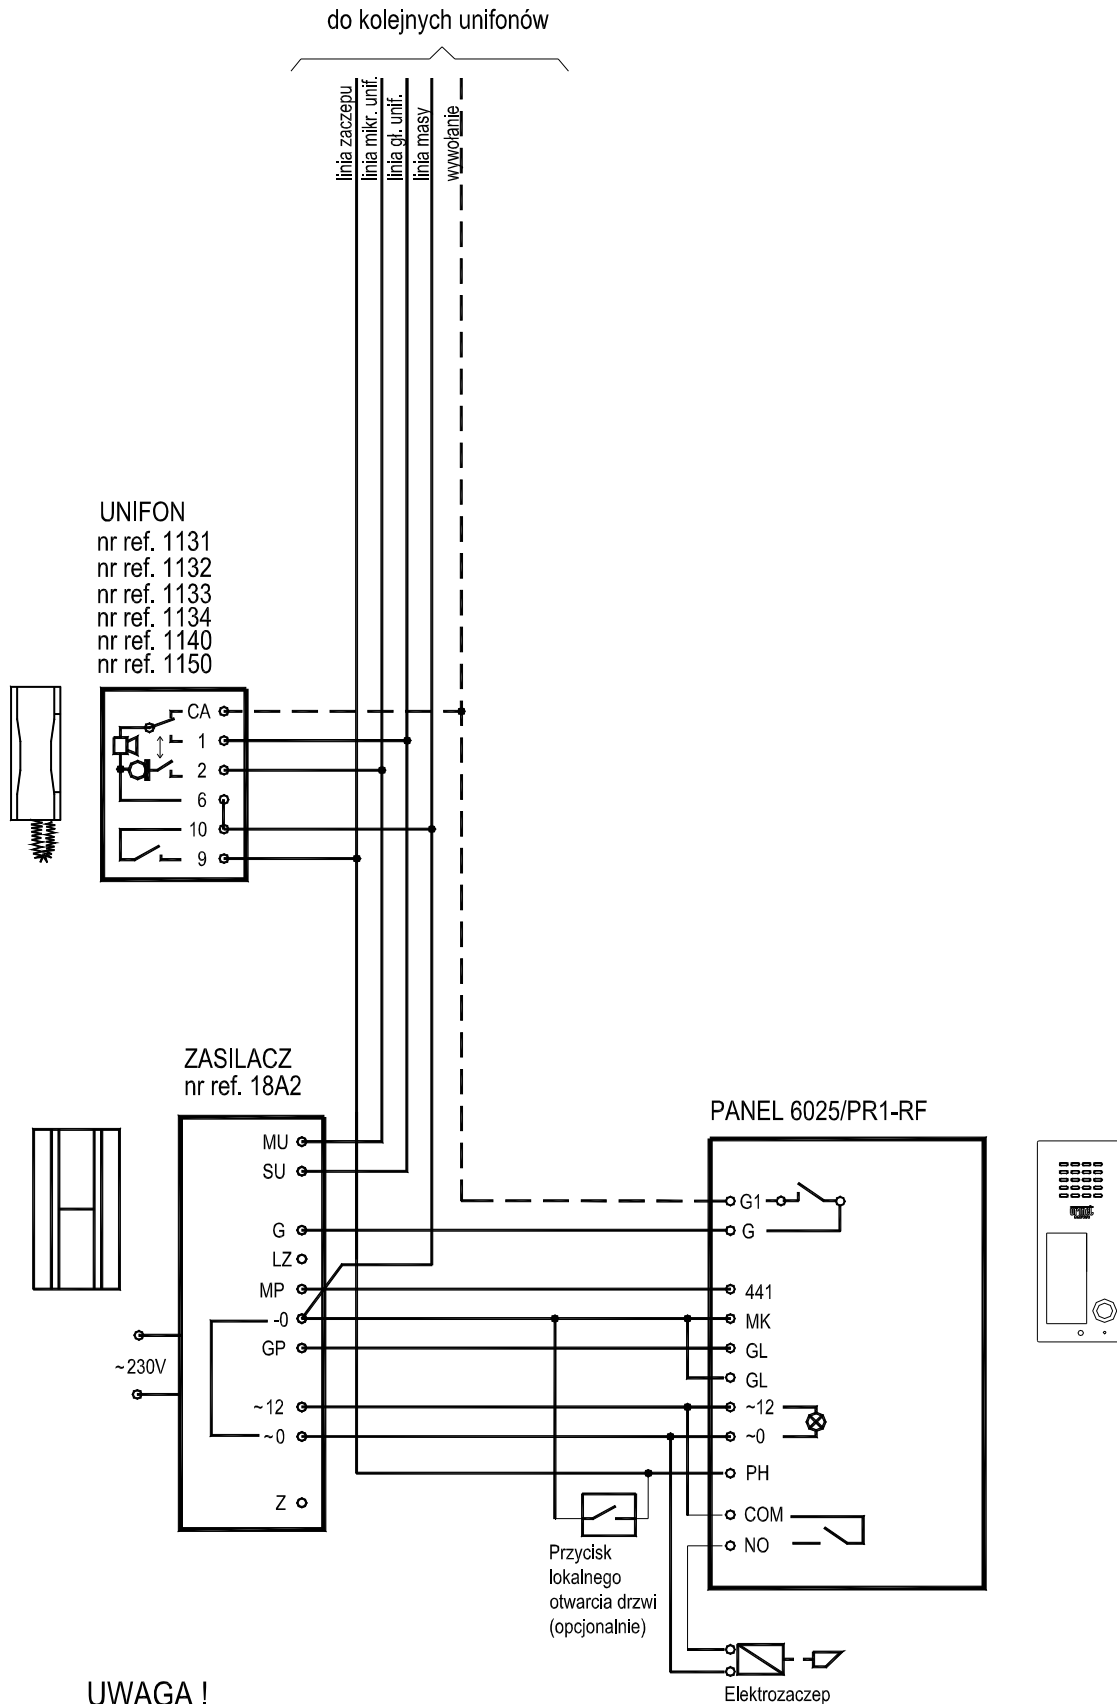 do kolejnych unifonów
linia zaczepu
linia mikr. unif.
linia gł. unif.
linia masy
wywołanie
UNIFON
nr ref. 1131
nr ref. 1132
nr ref. 1133
nr ref. 1134
nr ref. 1140
nr ref. 1150
CA
1
2
6
10
9
ZASILACZ
nr ref. 18A2
MU
SU
G
LZ
MP
-0
GP
~230V
~12
~0
Z
PANEL 6025/PR1-RF
G1
G
441
MK
GL
GL
~12
~0
PH
COM
NO
Przycisk
lokalnego
otwarcia drzwi
(opcjonalnie)
Elektrozaczep
UWAGA !